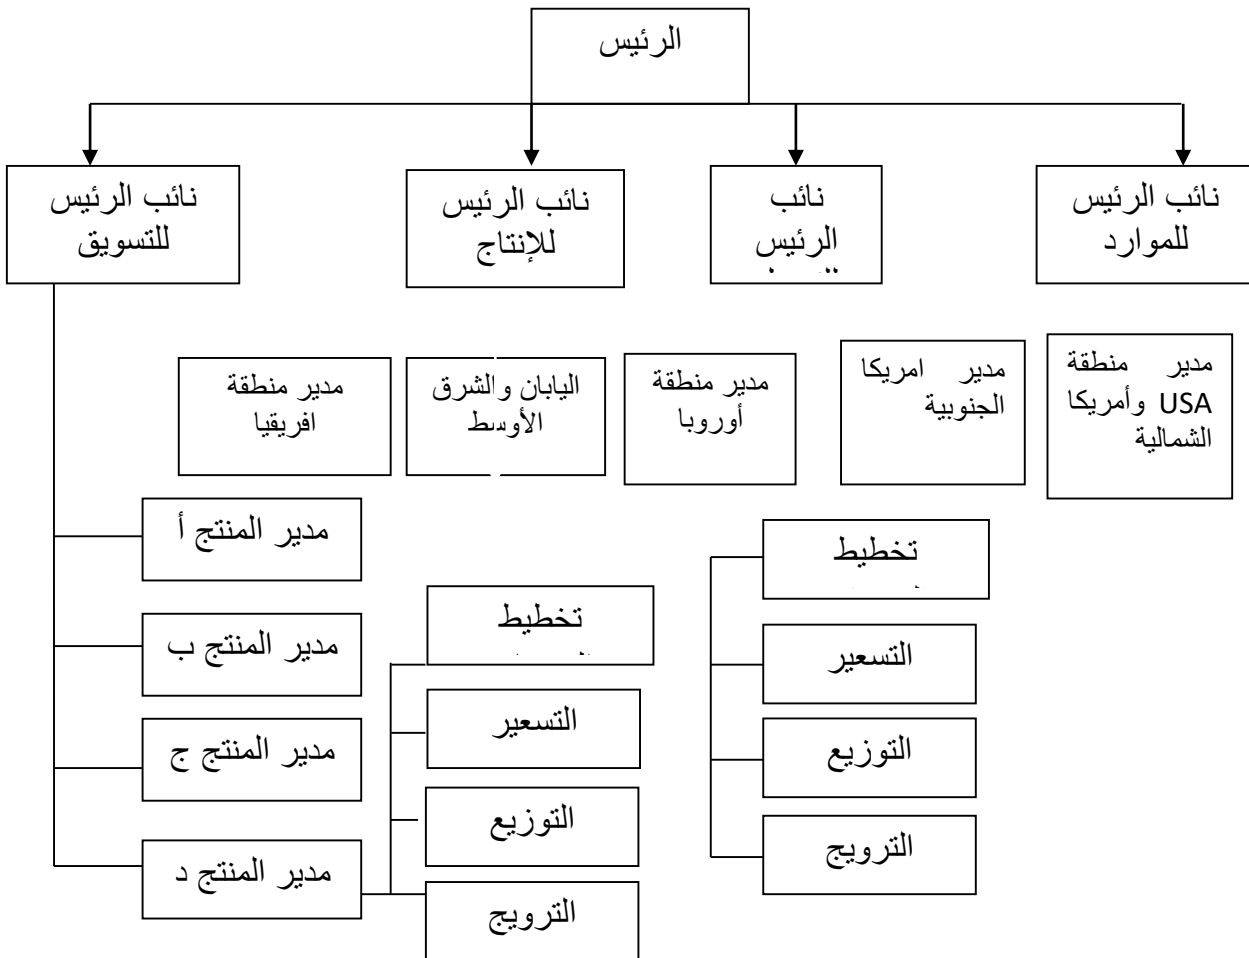 الرئيس
نائب الرئيس
للموارد
نائب
الرئيس
نائب الرئيس
للإنتاج
نائب الرئيس
للتسويق
مدير منطقة
USA وأمريكا
الشمالية
مدير امريكا
الجنوبية
مدير منطقة
أوروبا
اليابان والشرق
الأوسط
مدير منطقة
افريقيا
مدير المنتج أ
مدير المنتج ب
مدير المنتج ج
مدير المنتج د
تخطيط
التسعير
التوزيع
الترويج
تخطيط
التسعير
التوزيع
الترويج